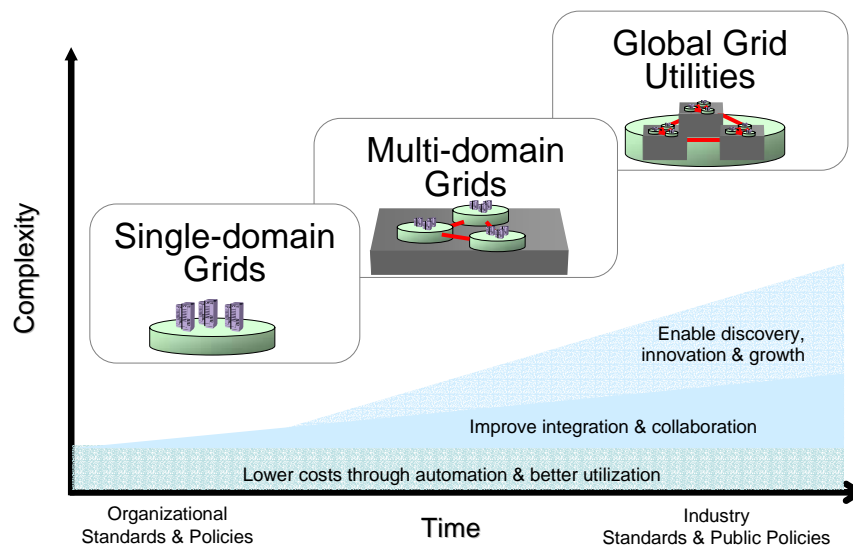 Global Grid
Utilities
Multi-domain
Grids
Single-domain
Grids
Complexity
Enable discovery,
innovation & growth
Improve integration & collaboration
Lower costs through automation & better utilization
Organizational
Standards & Policies
Time
Industry
Standards & Public Policies